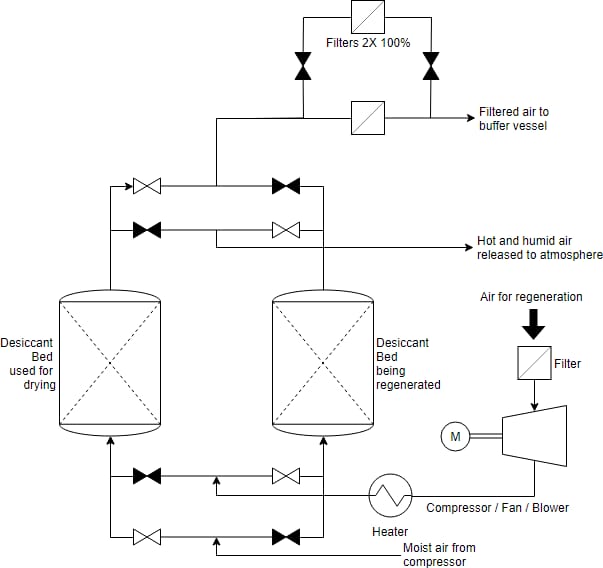 Filters 2X 100%
Filtered air to
buffer vessel
Hot and humid air
released to atmosphere
Air for regeneration
Filter
Desiccant
Bed
used for
drying
Desiccant
Bed
being
regenerated
M
Compressor / Fan / Blower
Heater
Moist air from
compressor